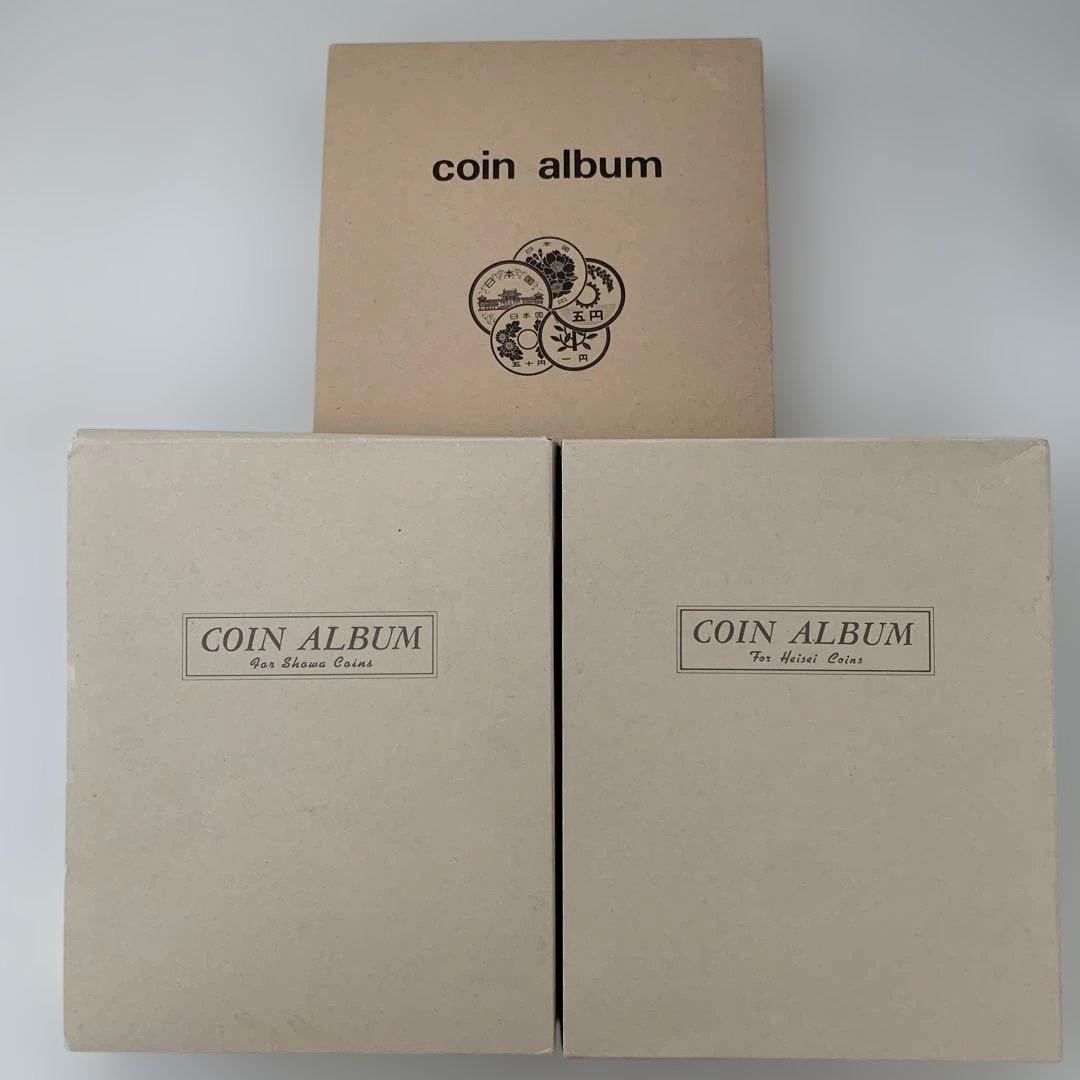 coin album
日本国
日本国
五円
日本国
五十円
一円
COIN ALBUM
For Showa Coins
COIN ALBUM
For Heisei Coins